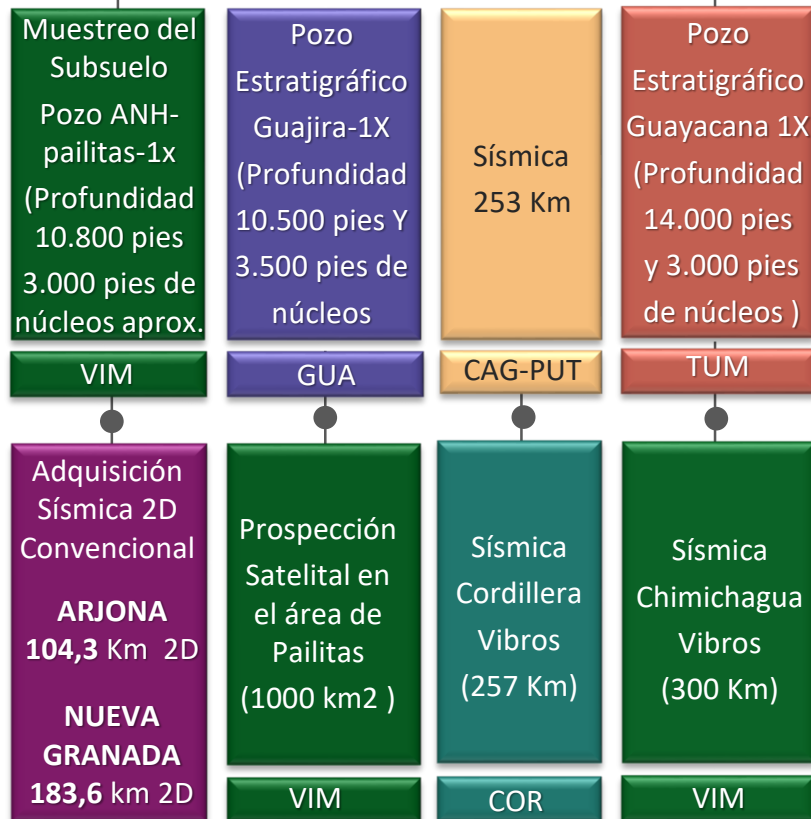 Muestreo del
Subsuelo
Pozo ANH-
pailitas-1x
(Profundidad
10.800 pies
3.000 pies de
núcleos aprox.
VIM
Pozo
Estratigráfico
Guajira-1X
(Profundidad
10.500 pies Y
3.500 pies de
núcleos
GUA
Sísmica
253 Km
CAG-PUT
Pozo
Estratigráfico
Guayacana 1X
(Profundidad
14.000 pies
y 3.000 pies
de núcleos )
TUM
Adquisición
Sísmica 2D
Convencional
ARJONA
104,3 Km 2D
NUEVA
GRANADA
183,6 km 2D
Prospección
Satelital en
el área de
Pailitas
(1000 km2 )
VIM
Sísmica
Cordillera
Vibros
(257 Km)
COR
Sísmica
Chimichagua
Vibros
(300 Km)
VIM